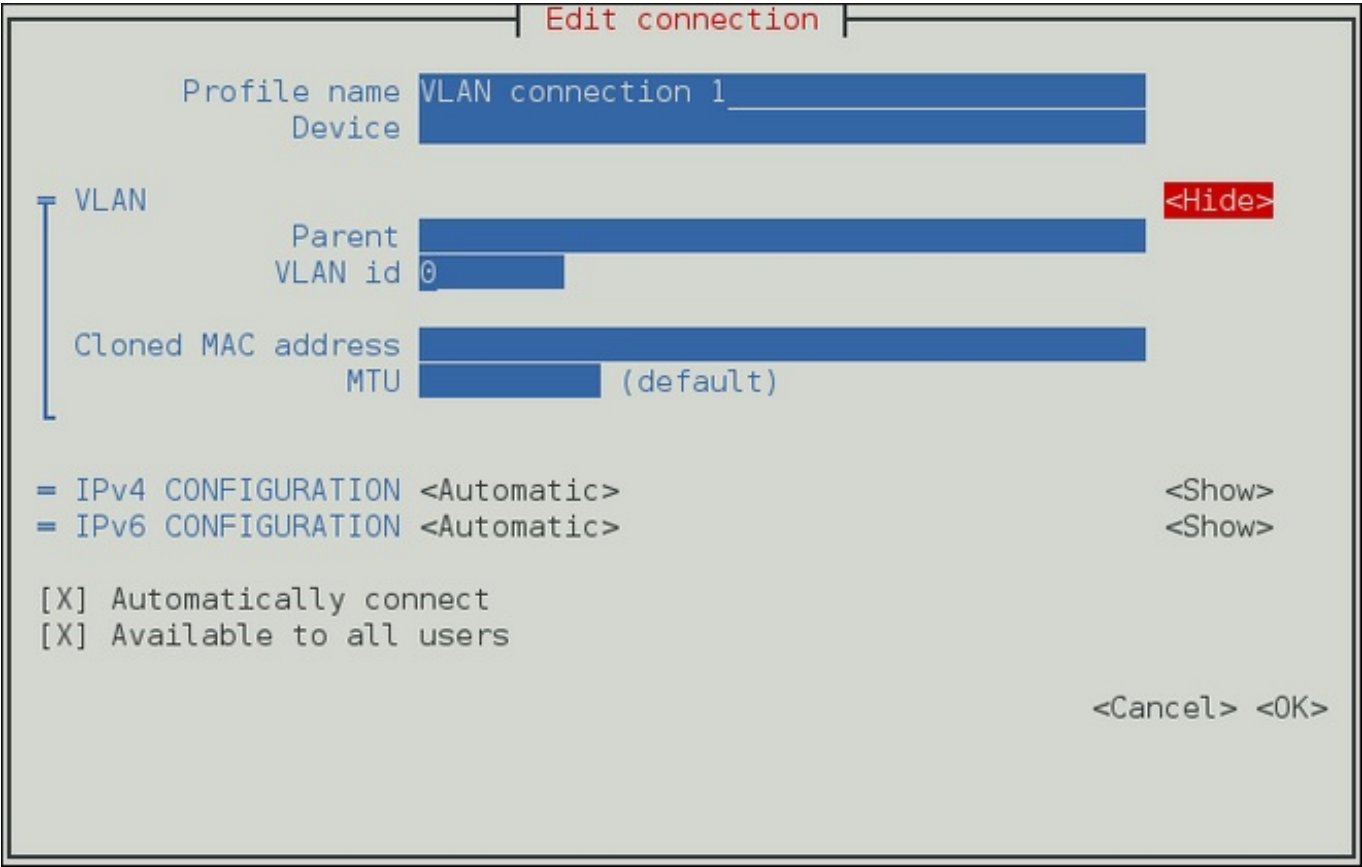 Edit connection
Profile name VLAN connection 1
Device
= VLAN <Hide>
Parent
VLAN id 0
Cloned MAC address
MTU (default)
= IPv4 CONFIGURATION <Automatic> <Show>
= IPv6 CONFIGURATION <Automatic> <Show>
[X] Automatically connect
[X] Available to all users
<Cancel> <OK>